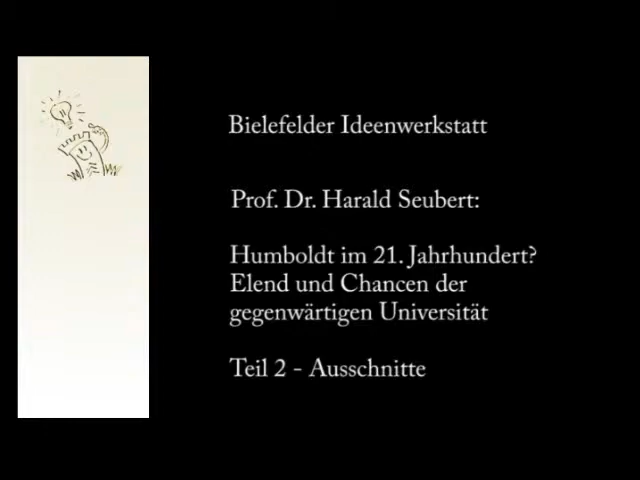 Bielefelder Ideenwerkstatt
Prof. Dr. Harald Seubert:
Humboldt im 21. Jahrhundert?
Elend und Chancen der
gegenwärtigen Universität
Teil 2 - Ausschnitte